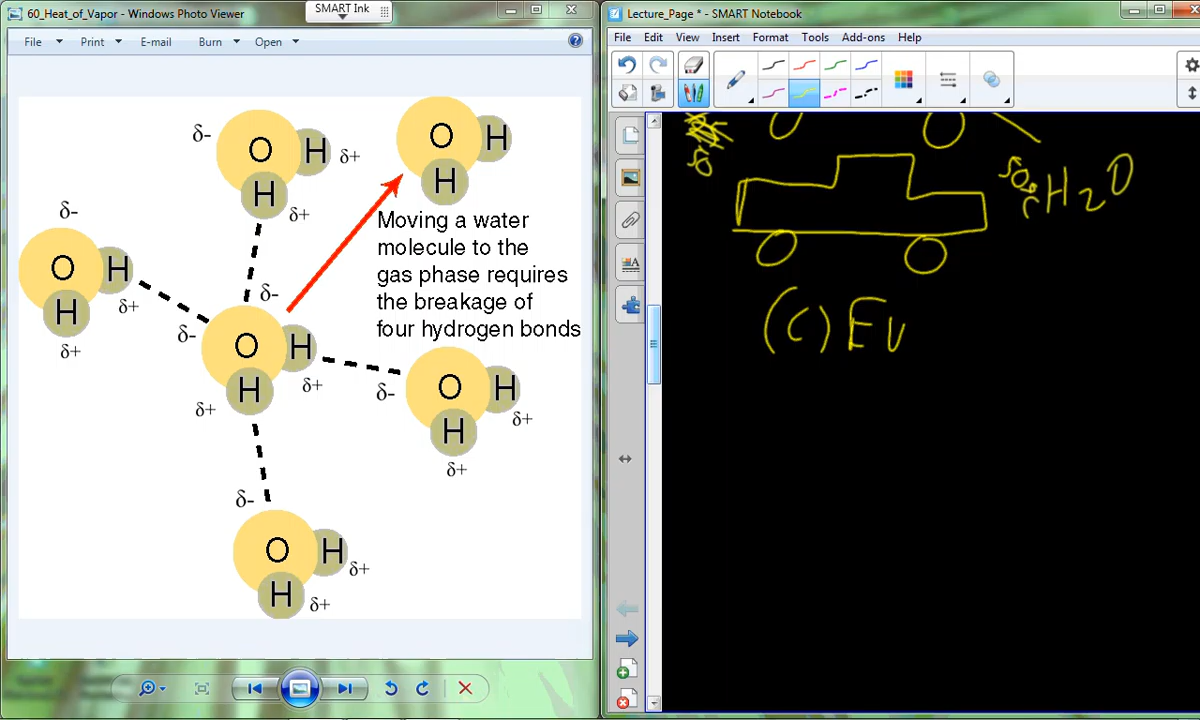 60_Heat_of_Vapor - Windows Photo Viewer
SMART Ink
File Print E-mail Burn Open
δ- O H δ+
H δ+
O H
H
δ-
O H δ+
H
δ+
Moving a water
molecule to the
gas phase requires
the breakage of
four hydrogen bonds
δ-
δ-
O H δ+
H
δ+
δ- O H δ+
H
δ+
δ-
O H δ+
H δ+
Lecture_Page * - SMART Notebook
File Edit View Insert Format Tools Add-ons Help
H2O
(C) EV